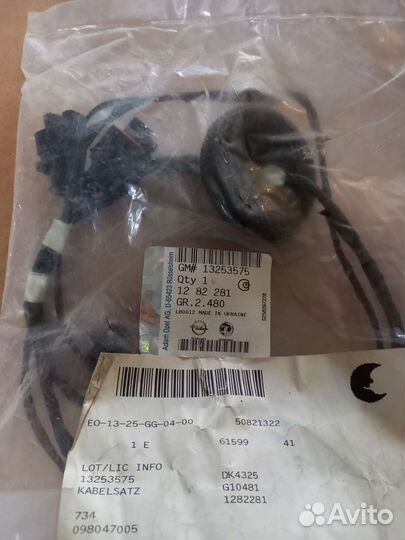 Adam Opel AG, D-65423 Rüsselsheim
GM# 13253575
Qty 1
12 82 281
GR.2.480
L80612 MADE IN UKRAINE
EO-13-25-GG-04-00 50821322
1 E 61599 41
LOT/LIC INFO DK4325
13253575 G10481
KABELSATZ 1282281
734
098047005
Avito